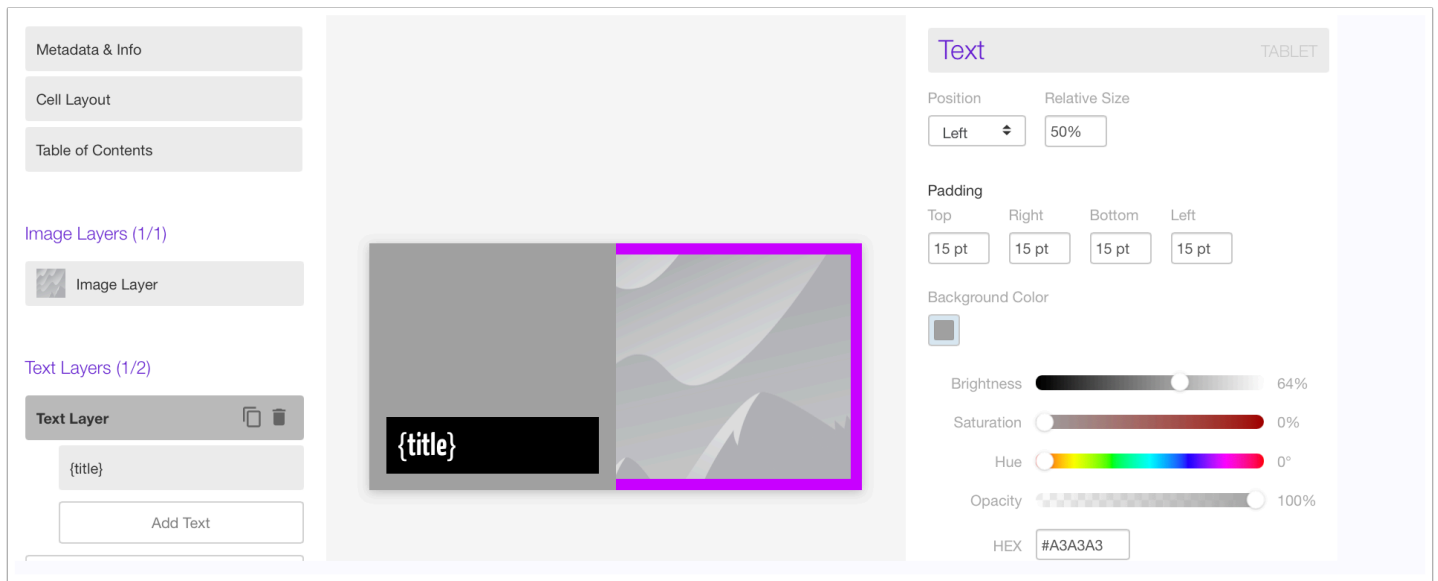 Metadata & Info
Cell Layout
Table of Contents
Image Layers (1/1)
Image Layer
Text Layers (1/2)
Text Layer
{title}
Add Text
{title}
Text TABLET
Position Relative Size
Left 50%
Padding
Top Right Bottom Left
15 pt 15 pt 15 pt 15 pt
Background Color
Brightness 64%
Saturation 0%
Hue 0°
Opacity 100%
HEX #A3A3A3